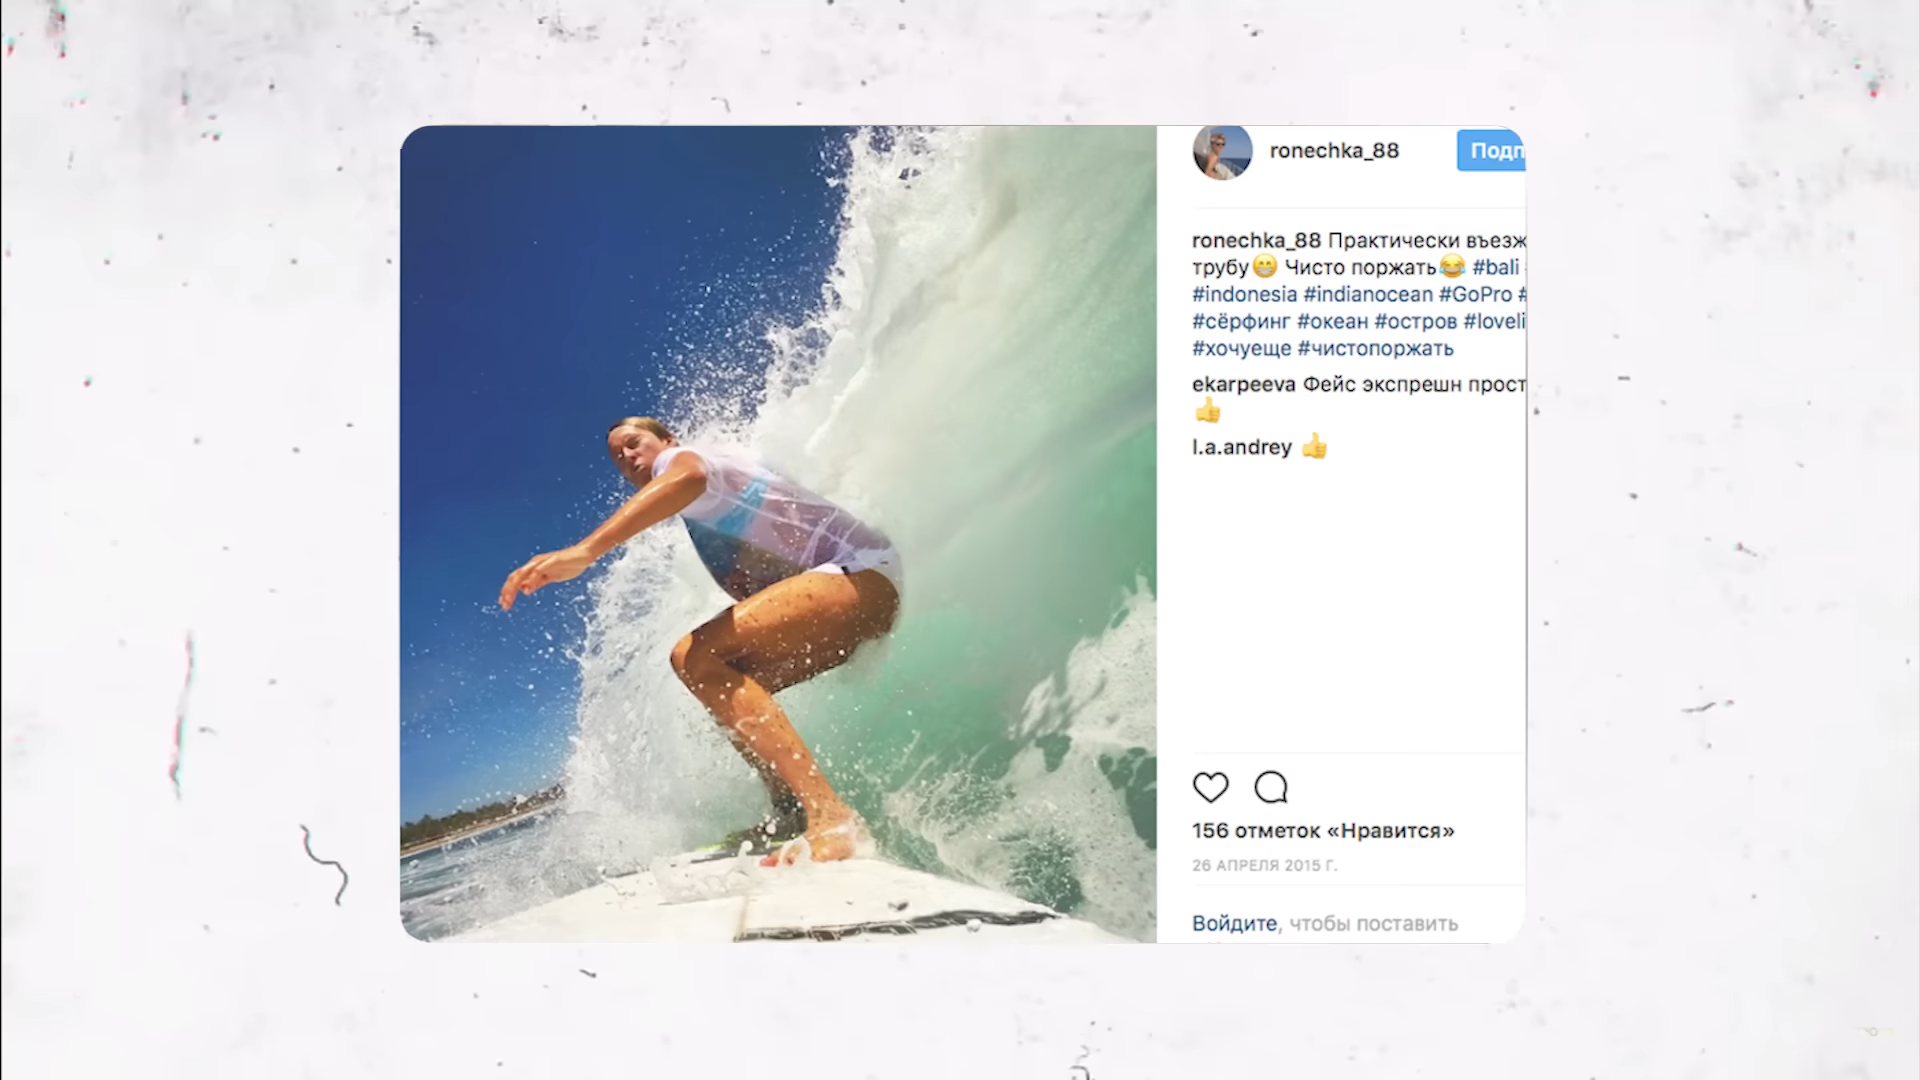 ronechka_88
Подп
ronechka_88 Практически въезж
трубу😁 Чисто поржать😂 #bali
#indonesia #indianocean #GoPro #
#сёрфинг #океан #остров #loveli
#хочуеще #чистопоржать
ekarpeeva Фейс экспрешн прост
👍
l.a.andrey 👍
156 отметок «Нравится»
26 АПРЕЛЯ 2015 Г.
Войдите, чтобы поставить